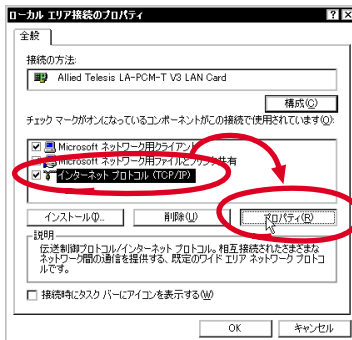 ローカル エリア接続のプロパティ
全般
接続の方法:
Allied Telesis LA-PCM-T V3 LAN Card
構成(C)
チェック マークがオンになっているコンポーネントがこの接続で使用されています(O):
Microsoft ネットワーク用クライアント
Microsoft ネットワーク用ファイルとプリンタ共有
インターネット プロトコル (TCP/IP)
インストール(I)...
削除(U)
プロパティ(R)
説明
伝送制御プロトコル/インターネット プロトコル。相互接続されたさまざまな
ネットワーク間の通信を提供する、既定のワイド エリア ネットワーク プロトコ
ルです。
接続時にタスク バーにアイコンを表示する(W)
OK
キャンセル